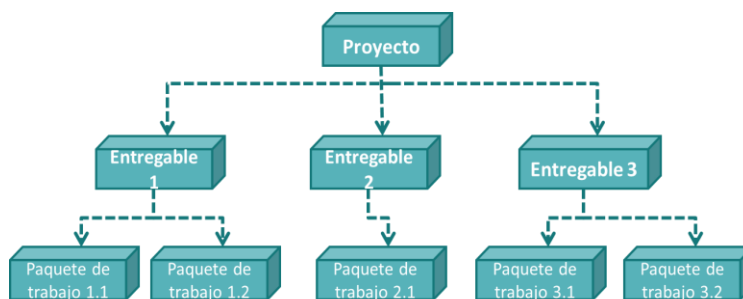 Proyecto
Entregable
1
Entregable
2
Entregable 3
Paquete de
trabajo 1.1
Paquete de
trabajo 1.2
Paquete de
trabajo 2.1
Paquete de
trabajo 3.1
Paquete de
trabajo 3.2